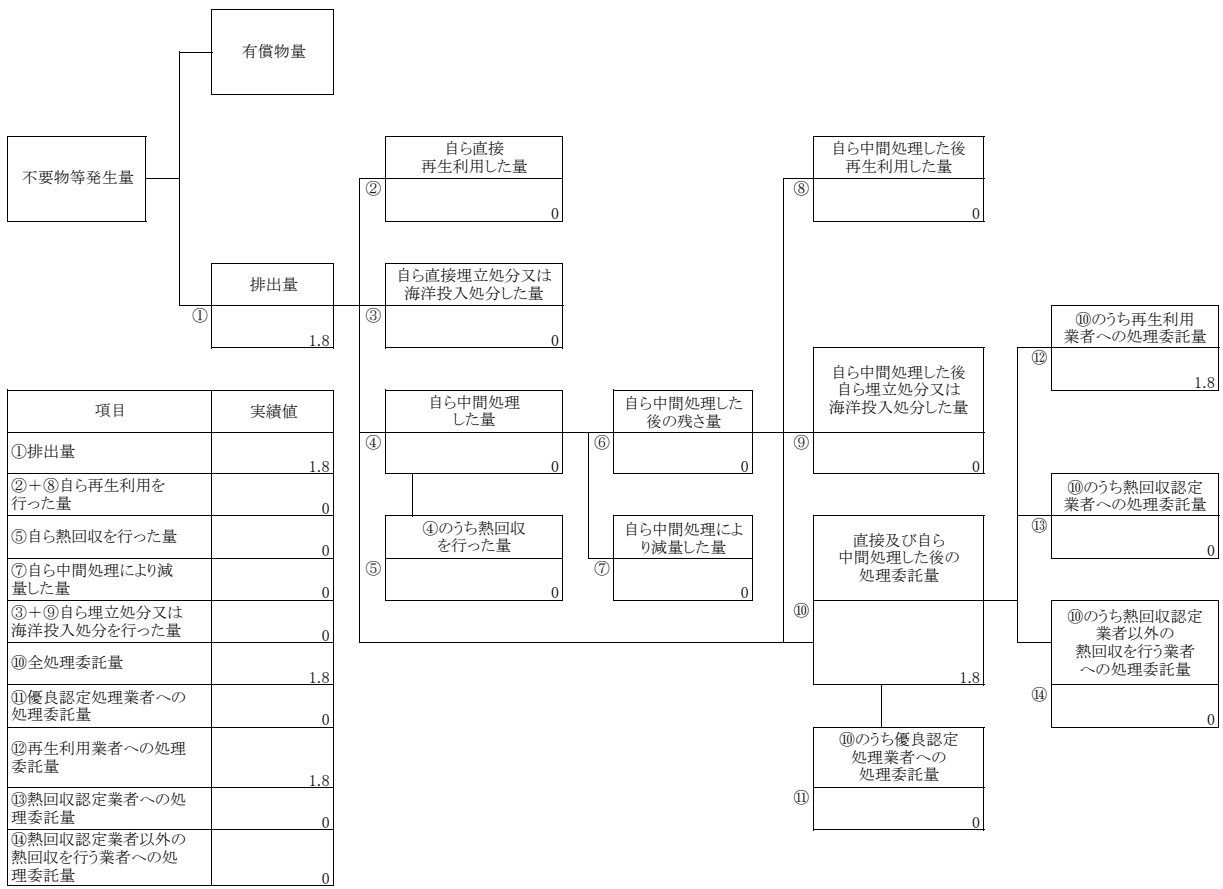 有償物量
不要物等発生量
排出量
①
1.8
自ら直接
再生利用した量
②
0
自ら直接埋立処分又は
海洋投入処分した量
③
0
自ら中間処理
した量
④
0
④のうち熱回収
を行った量
⑤
0
自ら中間処理した
後の残さ量
⑥
0
自ら中間処理によ
り減量した量
⑦
0
自ら中間処理した後
再生利用した量
⑧
0
自ら中間処理した後
自ら埋立処分又は
海洋投入処分した量
⑨
0
直接及び自ら
中間処理した後の
処理委託量
⑩
1.8
⑩のうち優良認定
処理業者への
処理委託量
⑪
0
⑩のうち再生利用
業者への処理委託量
⑫
1.8
⑩のうち熱回収認定
業者への処理委託量
⑬
0
⑩のうち熱回収認定
業者以外の
熱回収を行う業者
への処理委託量
⑭
0
項目 実績値
①排出量
1.8
②+⑧自ら再生利用を
行った量
0
⑤自ら熱回収を行った量
0
⑦自ら中間処理により減
量した量
0
③+⑨自ら埋立処分又は
海洋投入処分を行った量
0
⑩全処理委託量
1.8
⑪優良認定処理業者への
処理委託量
0
⑫再生利用業者への処理
委託量
1.8
⑬熱回収認定業者への処
理委託量
0
⑭熱回収認定業者以外の
熱回収を行う業者への処
理委託量
0